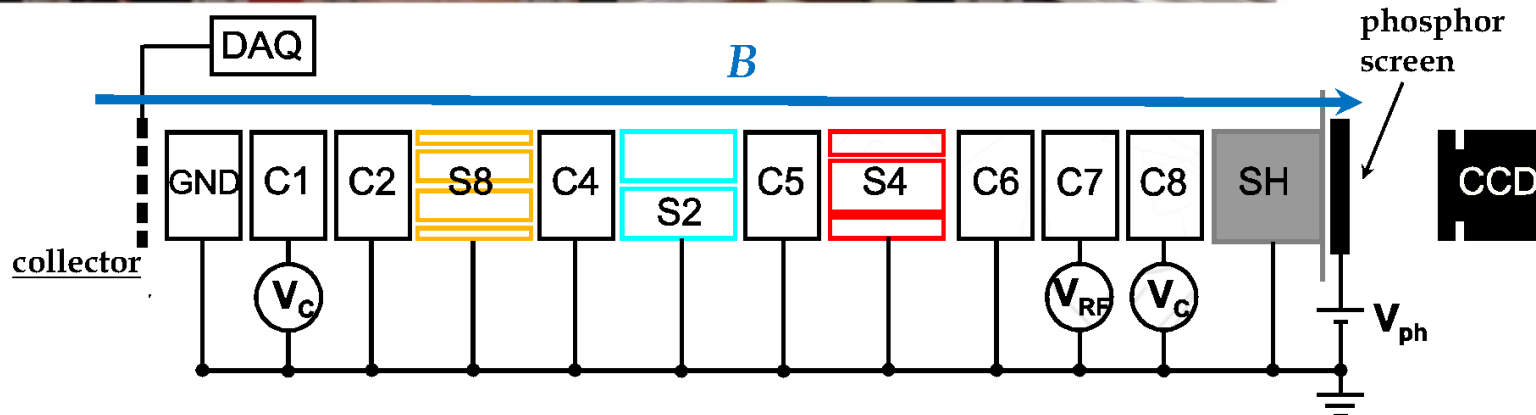 DAQ
B
phosphor
screen
GND
C1
C2
S8
C4
S2
C5
S4
C6
C7
C8
SH
CCD
collector
VC
VRF
VC
Vph